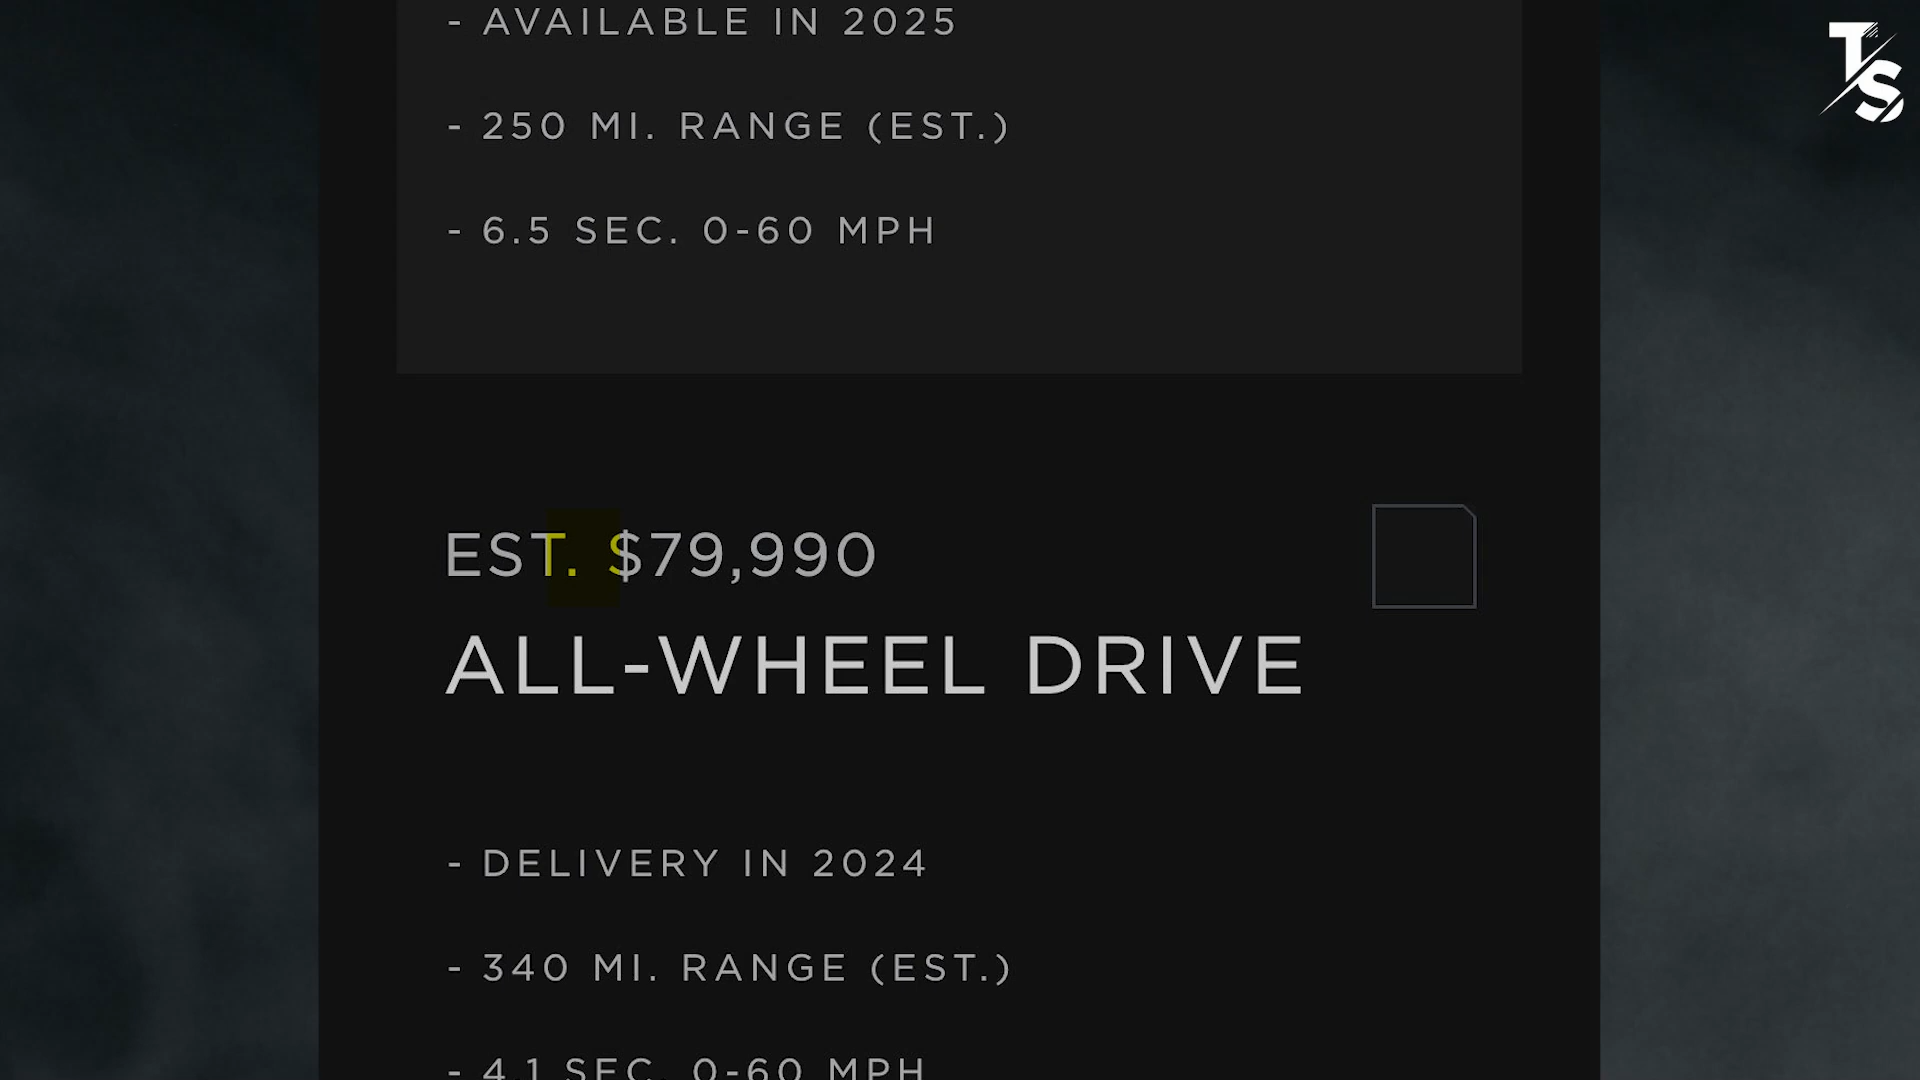 - AVAILABLE IN 2025
TS
- 250 MI. RANGE (EST.)
- 6.5 SEC. 0-60 MPH
EST. $79,990
ALL-WHEEL DRIVE
- DELIVERY IN 2024
- 340 MI. RANGE (EST.)
- 4.1 SEC. 0-60 MPH